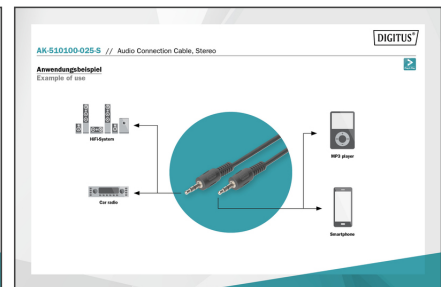 DIGITUS®
AK-510100-025-S // Audio Connection Cable, Stereo
Anwendungsbeispiel
Example of use
HiFi-System
MP3 player
Car radio
Smartphone